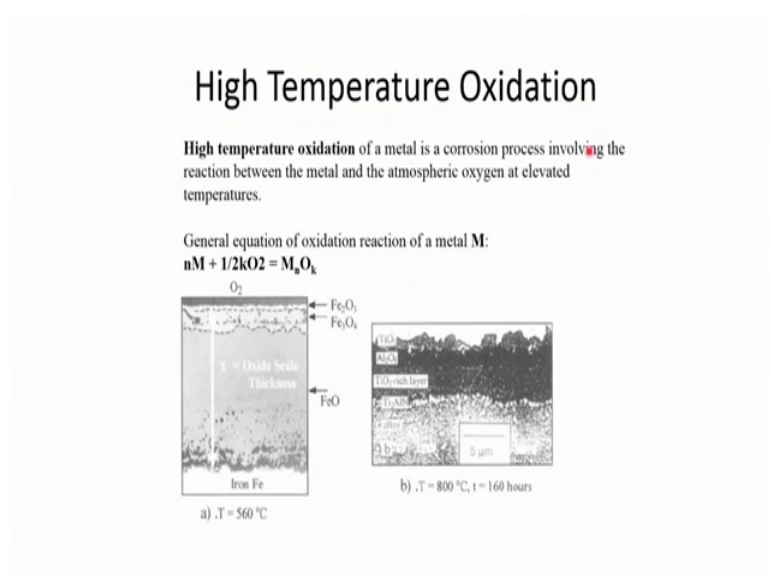 High Temperature Oxidation
High temperature oxidation of a metal is a corrosion process involving the
reaction between the metal and the atmospheric oxygen at elevated
temperatures.
General equation of oxidation reaction of a metal M:
nM + 1/2kO2 = MₙOₖ
O₂
Fe₂O₃
Fe₃O₄
X = Oxide Scale
Thickness
FeO
Iron Fe
a) .T = 560 °C
TiO₂
Al₂O₃
TiO₂-rich layer
Ti₂AlN
5 µm
b) .T = 800 °C, t = 160 hours